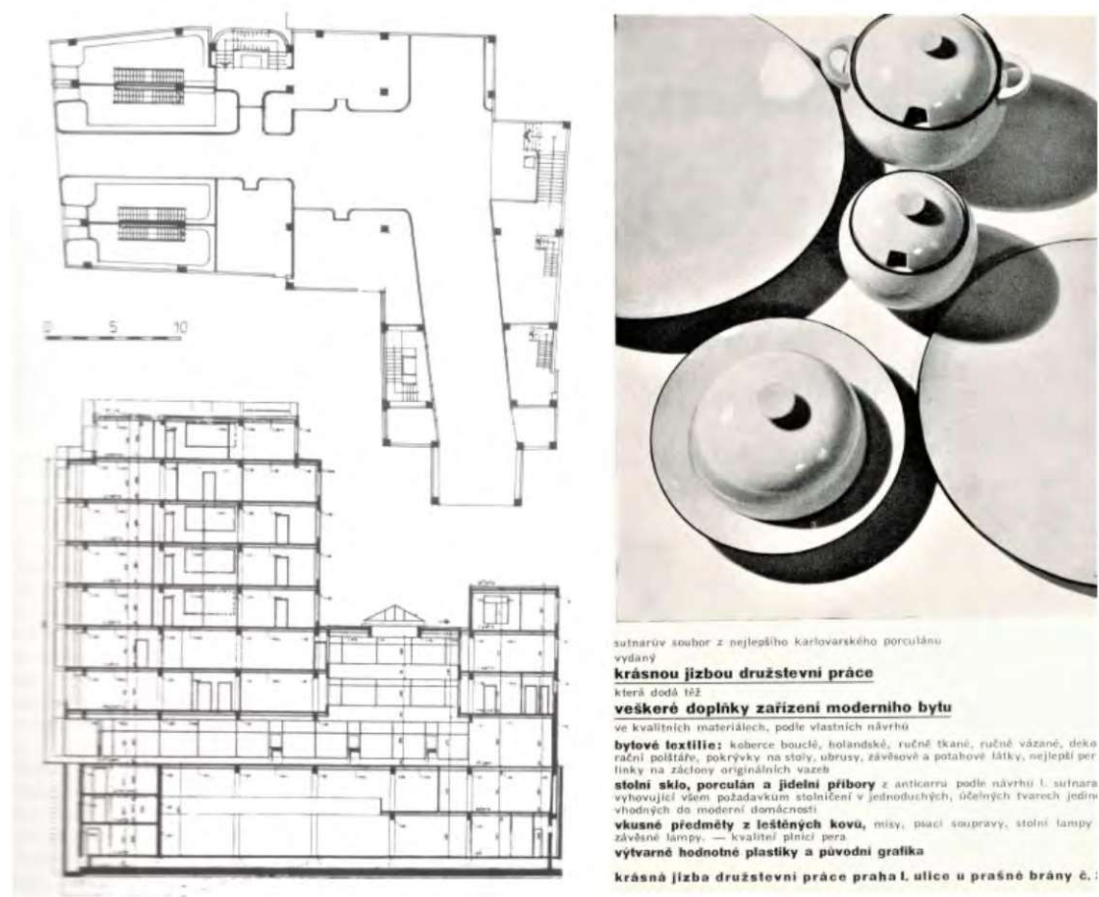 0 5 10
sutnarův soubor z nejlepšího karlovarského porculánu
vydaný
krásnou jizbou družstevní práce
která dodá též
veškeré doplňky zařízení moderního bytu
ve kvalitních materiálech, podle vlastních návrhů
bytové textilie: koberce bouclé, holandské, ručně tkané, ručně vázané, deko
rační polštáře, pokrývky na stoly, ubrusy, závěsové a potahové látky, nejlepší per
linky na záclony originálních vazeb
stolní sklo, porculán a jídelní příbory z anticorru podle návrhu l. sutnara
vyhovující všem požadavkum stolničení v jednoduchých, účelných tvarech jedin
vhodných do moderní domácnosti
vkusné předměty z leštěných kovů, mísy, psací soupravy, stolní lampy
závěsné lampy. — kvalitní plnicí pera
výtvarně hodnotné plastiky a původní grafika
krásná jizba družstevní práce praha I. ulice u prašné brány č.